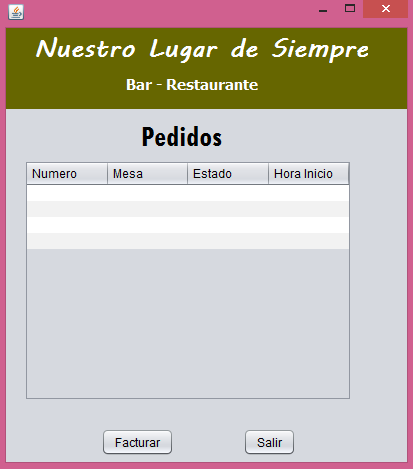 Nuestro Lugar de Siempre
Bar - Restaurante
Pedidos
Numero Mesa Estado Hora Inicio
Facturar Salir